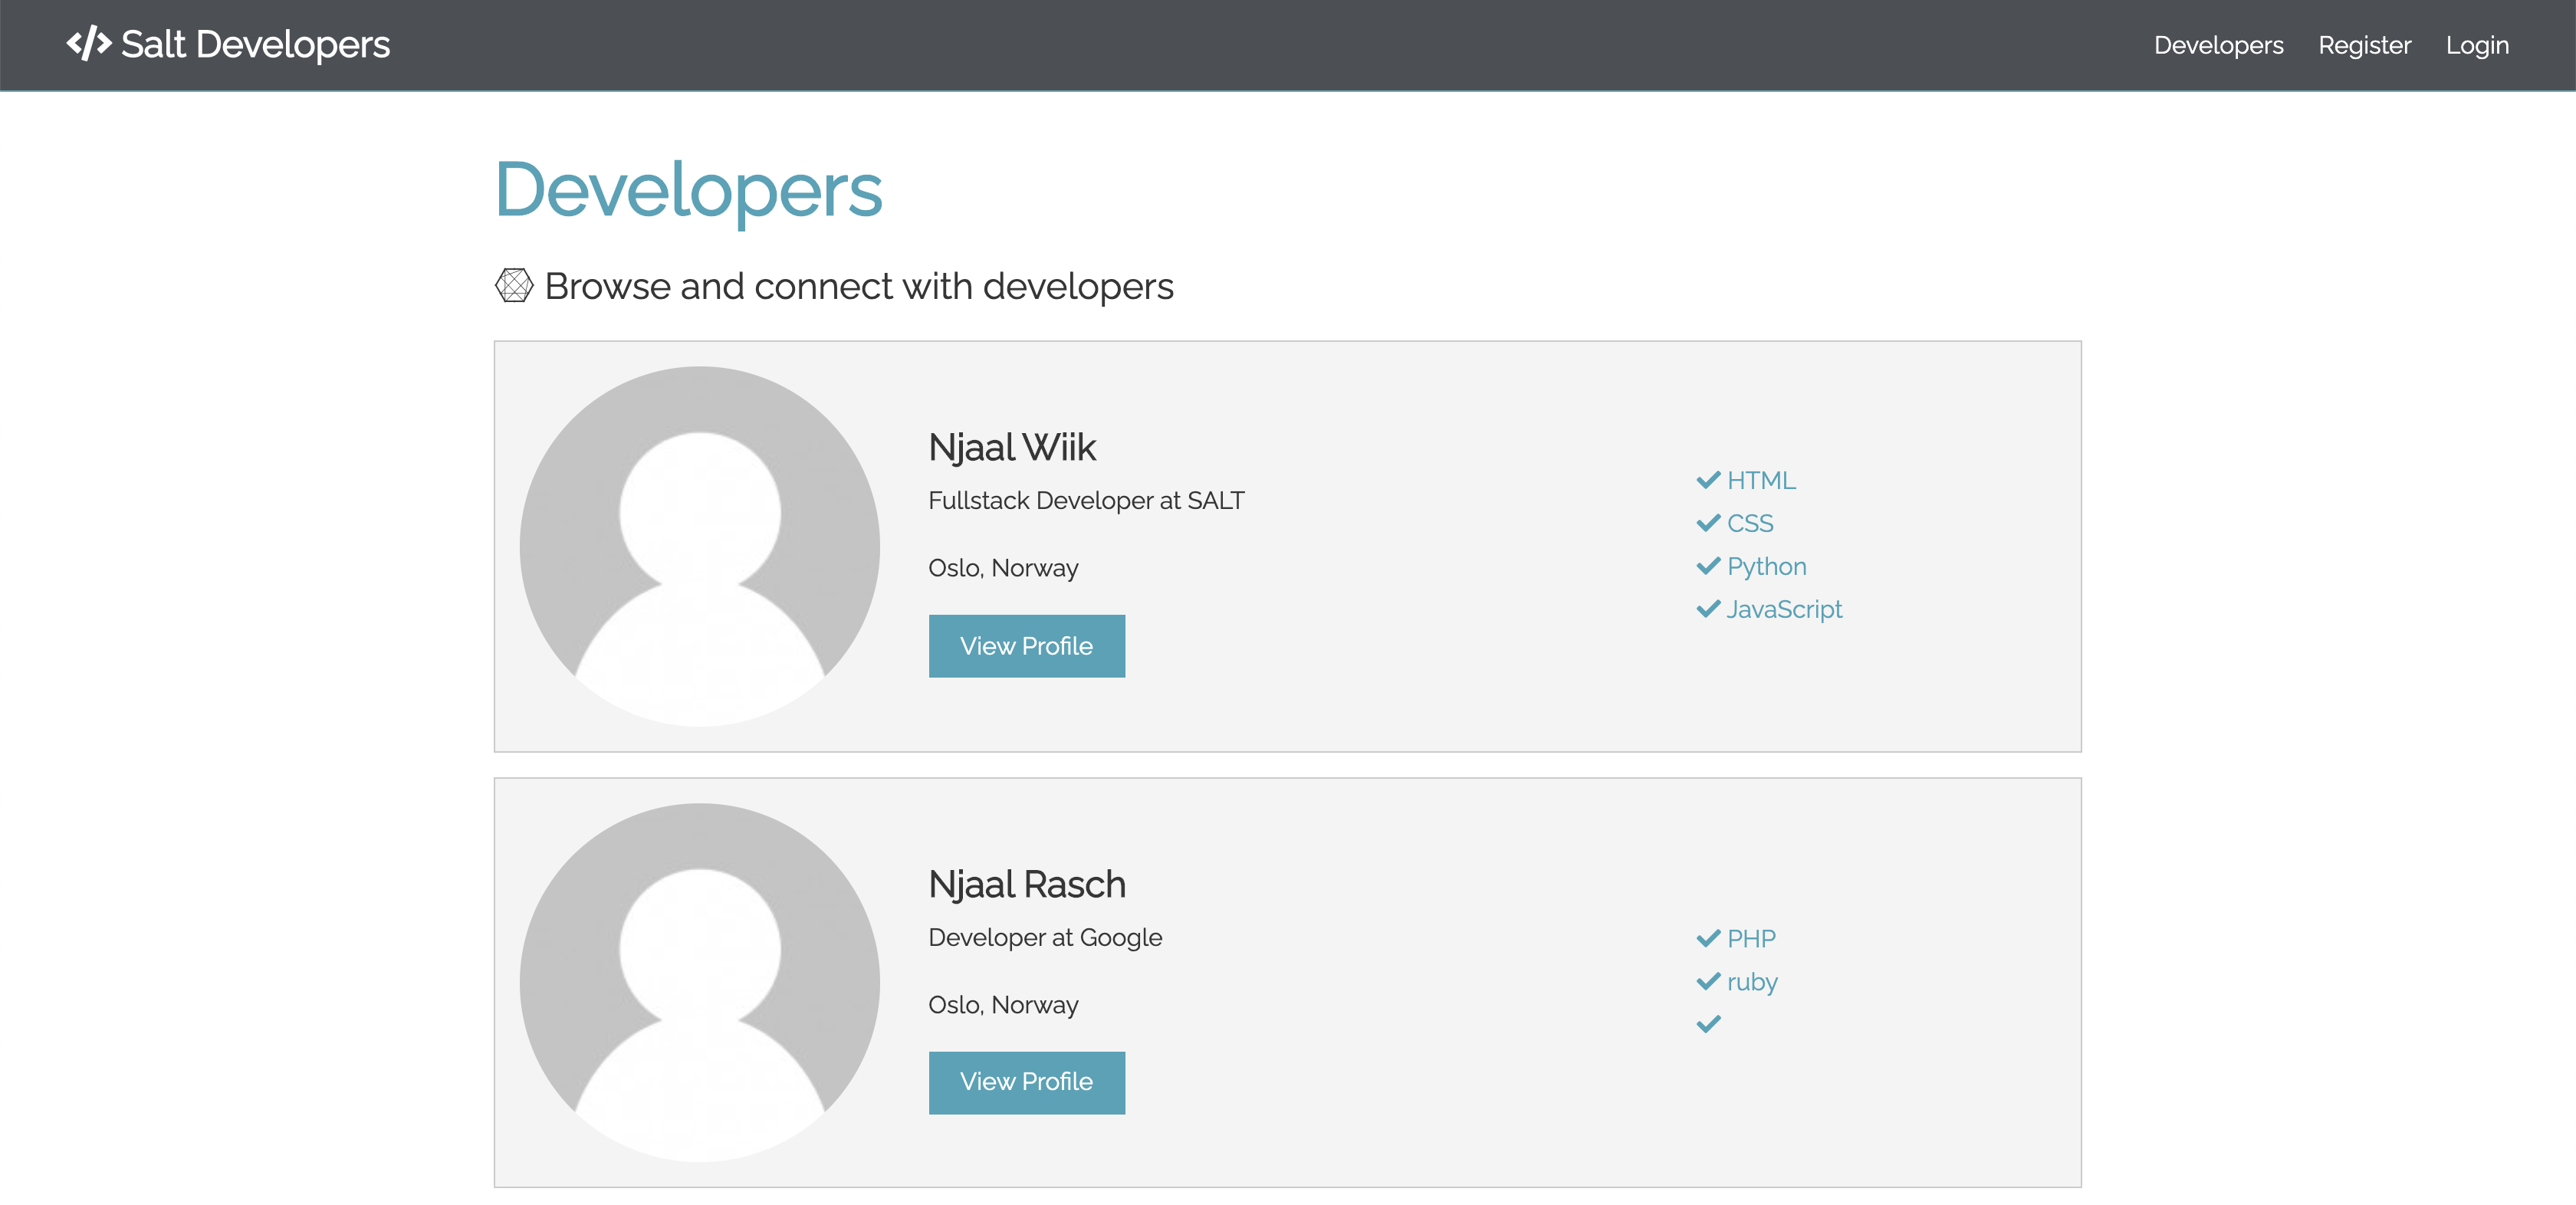 Salt Developers
Developers Register Login
Developers
Browse and connect with developers
Njaal Wiik
Fullstack Developer at SALT
Oslo, Norway
View Profile
HTML
CSS
Python
JavaScript
Njaal Rasch
Developer at Google
Oslo, Norway
View Profile
PHP
ruby